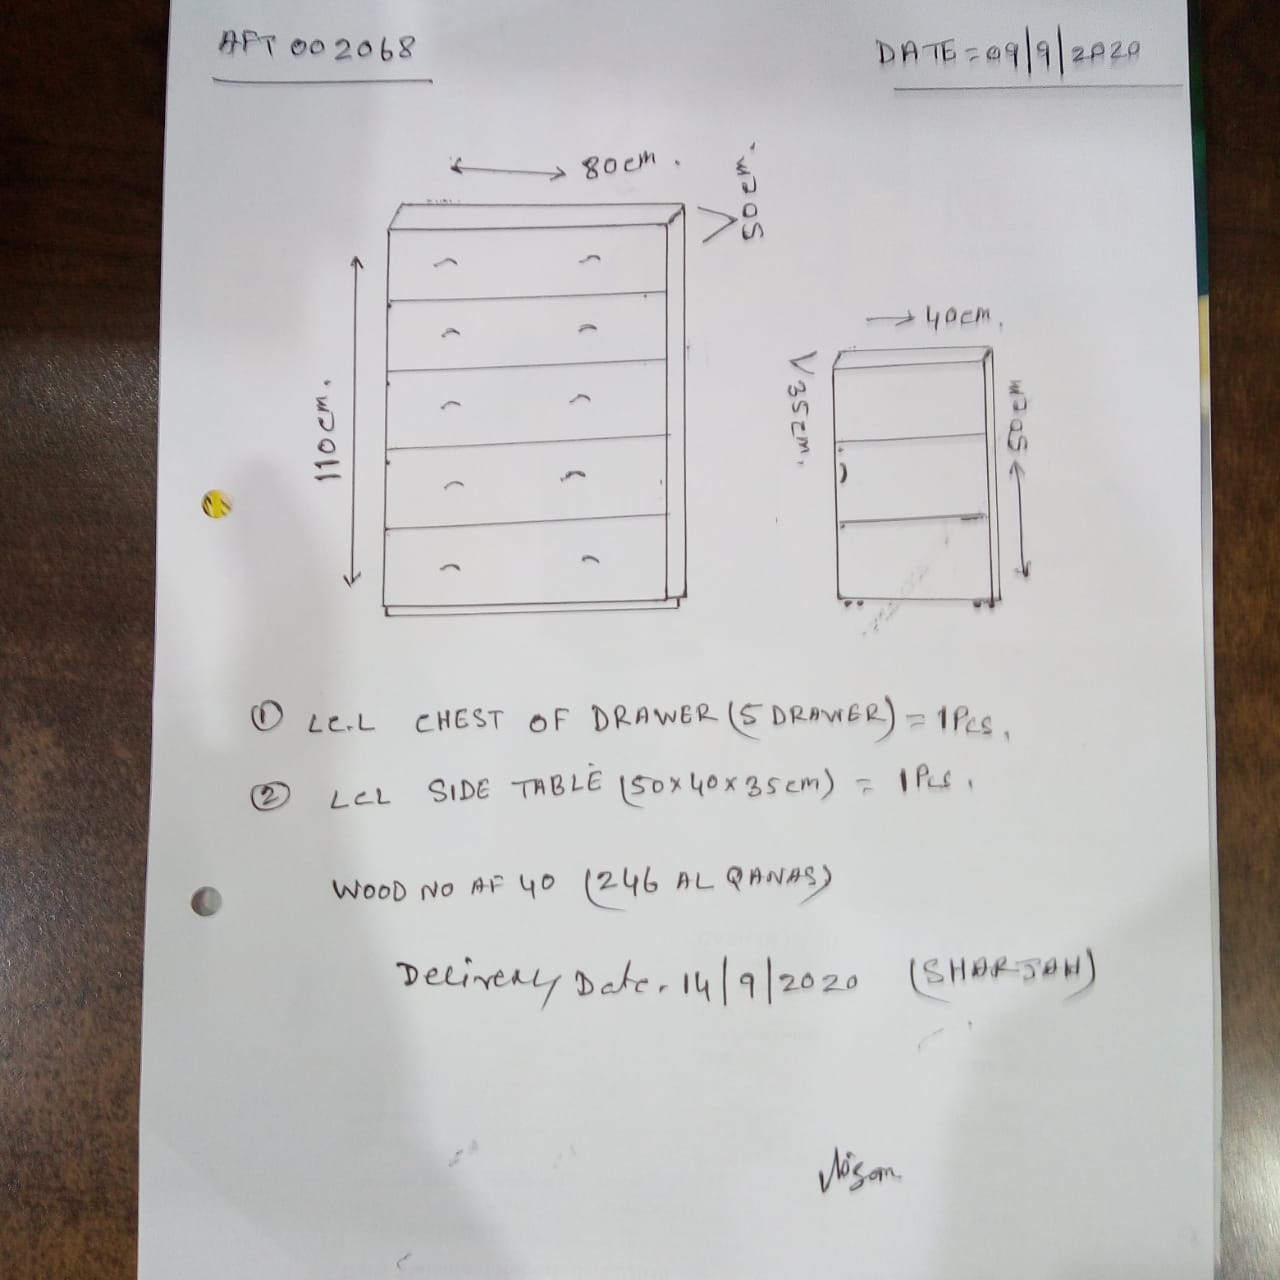 AFT 002068
DATE = 09/9/2020
80cm.
50cm.
110cm.
40cm.
35cm.
50cm
① LCL CHEST OF DRAWER (5 DRAWER) = 1Pcs.
② LCL SIDE TABLE (50x40x35cm) = 1Pcs.
WOOD NO AF 40 (246 AL QANAS)
Delivery Date. 14/9/2020 (SHARJAH)